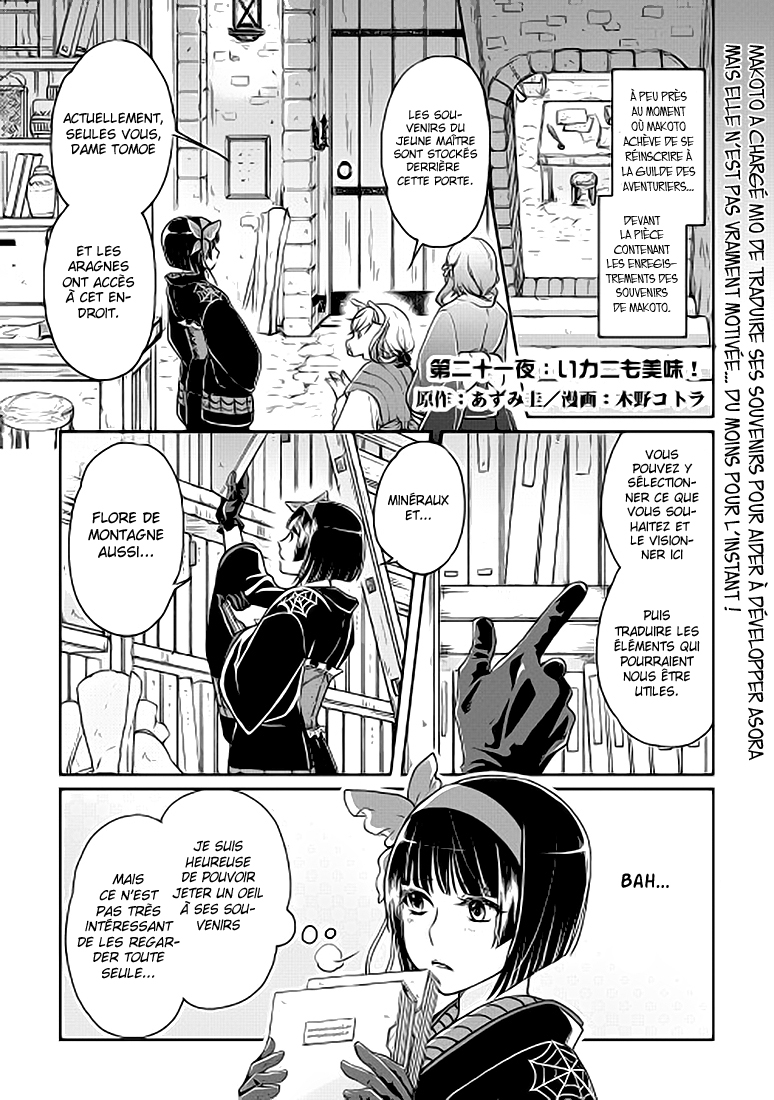 MAKOTO A CHARGÉ MIO DE TRADUIRE SES SOUVENIRS POUR AIDER À DÉVELOPPER ASORA
MAIS ELLE N'EST PAS VRAIMENT MOTIVÉE... DU MOINS POUR L'INSTANT !
À PEU PRÈS
AU MOMENT
OÙ MAKOTO
ACHÈVE DE SE
RÉINSCRIRE À
LA GUILDE DES
AVENTURIERS...
DEVANT
LA PIÈCE
CONTENANT
LES ENREGIS-
TREMENTS DES
SOUVENIRS
DE MAKOTO.
LES SOU-
VENIRS DU
JEUNE MAÎTRE
SONT STOCKÉS
DERRIÈRE
CETTE PORTE.
ACTUELLEMENT,
SEULES VOUS,
DAME TOMOE
ET LES
ARAGNES
ONT ACCÈS
À CET EN-
DROIT.
第二十一夜：いカニも美味！
原作：あずみ圭／漫画：木野コトラ
VOUS
POUVEZ Y
SÉLECTION-
NER CE QUE
VOUS SOU-
HAITEZ ET
LE VISION-
NER ICI
PUIS
TRADUIRE LES
ÉLÉMENTS QUI
POURRAIENT
NOUS ÊTRE
UTILES.
MINÉRAUX
ET...
FLORE DE
MONTAGNE
AUSSI...
BAH...
JE SUIS
HEUREUSE
DE POUVOIR
JETER UN OEIL
À SES SOU-
VENIRS
MAIS
CE N'EST
PAS TRÈS
INTÉRESSANT
DE LES REGAR-
DER TOUTE
SEULE...